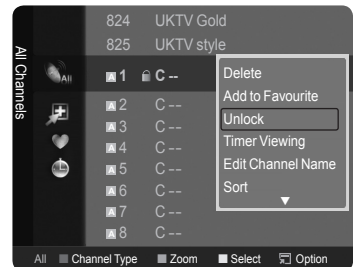 All Channels
824 UKTV Gold
825 UKTV style
All
A 1 C --
A 2 C --
A 3 C --
A 4 C --
A 5 C --
A 6 C --
A 7 C --
A 8 C --
Delete
Add to Favourite
Unlock
Timer Viewing
Edit Channel Name
Sort
All Channel Type Zoom Select Option